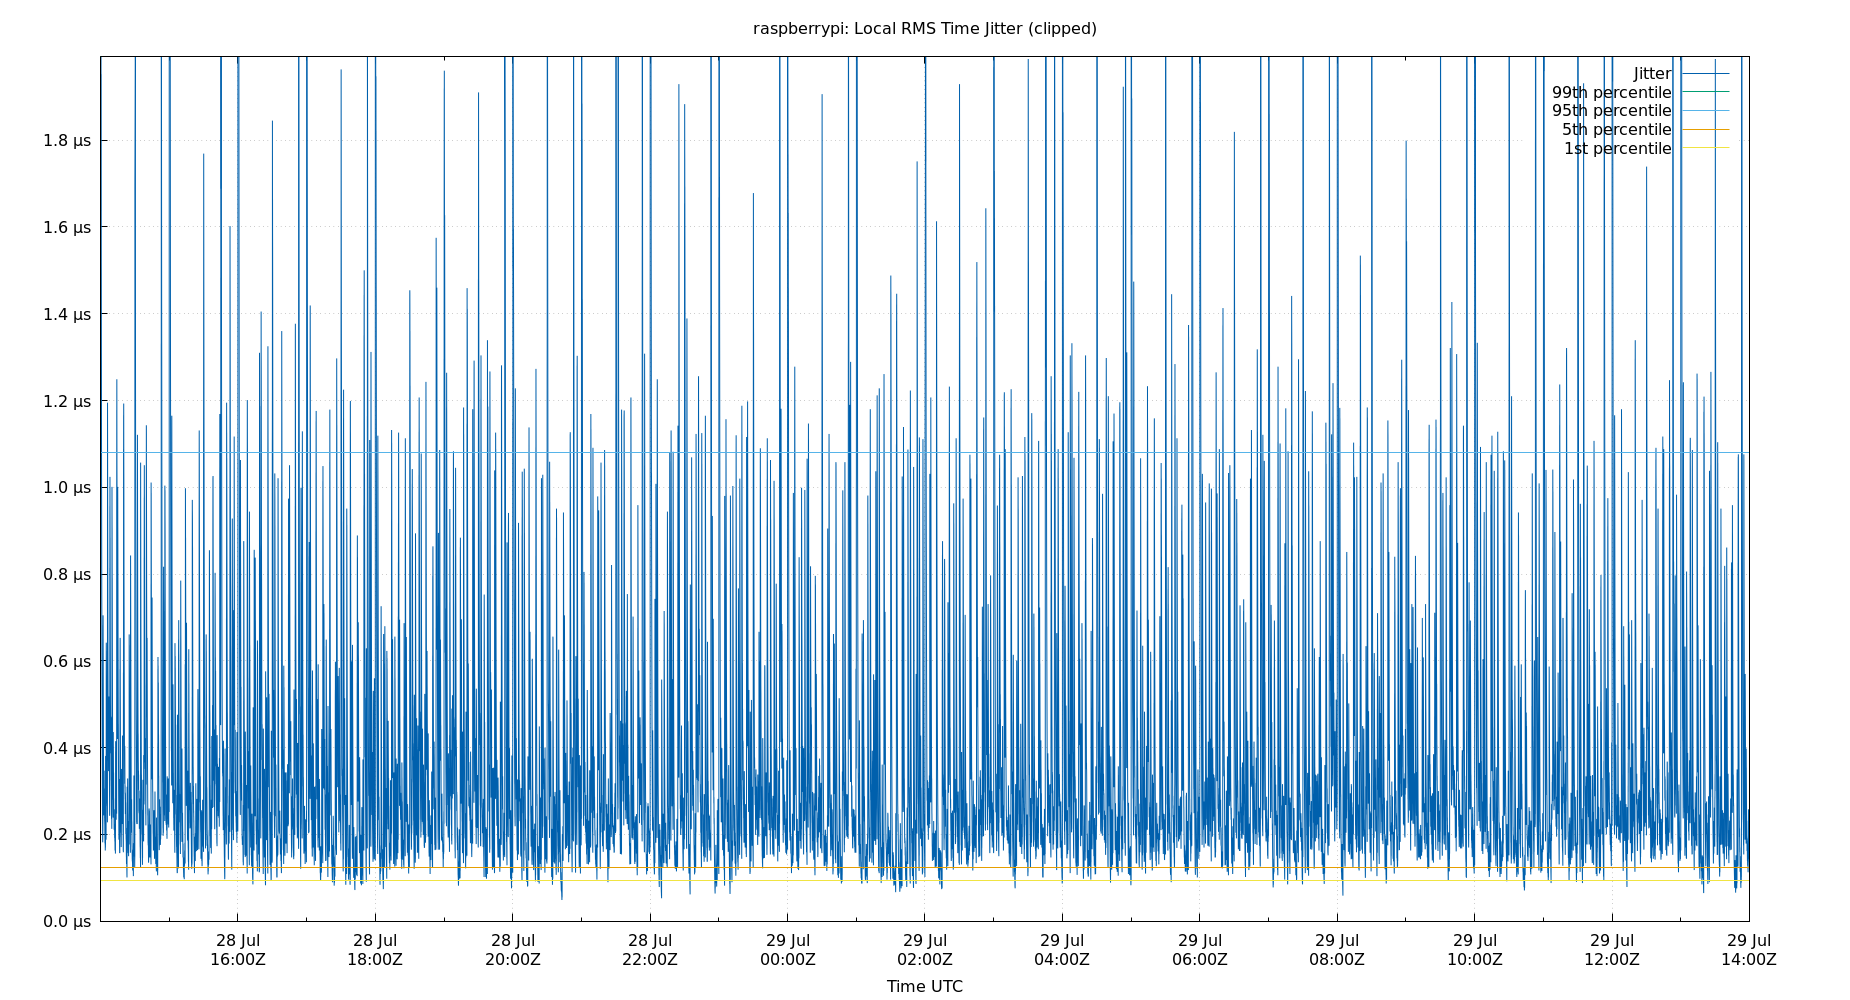 raspberrypi: Local RMS Time Jitter (clipped)
Jitter
99th percentile
95th percentile
5th percentile
1st percentile
1.8 μs
1.6 μs
1.4 μs
1.2 μs
1.0 μs
0.8 μs
0.6 μs
0.4 μs
0.2 μs
0.0 μs
28 Jul 28 Jul 28 Jul 28 Jul 29 Jul 29 Jul 29 Jul 29 Jul 29 Jul 29 Jul 29 Jul 29 Jul
16:00Z 18:00Z 20:00Z 22:00Z 00:00Z 02:00Z 04:00Z 06:00Z 08:00Z 10:00Z 12:00Z 14:00Z
Time UTC